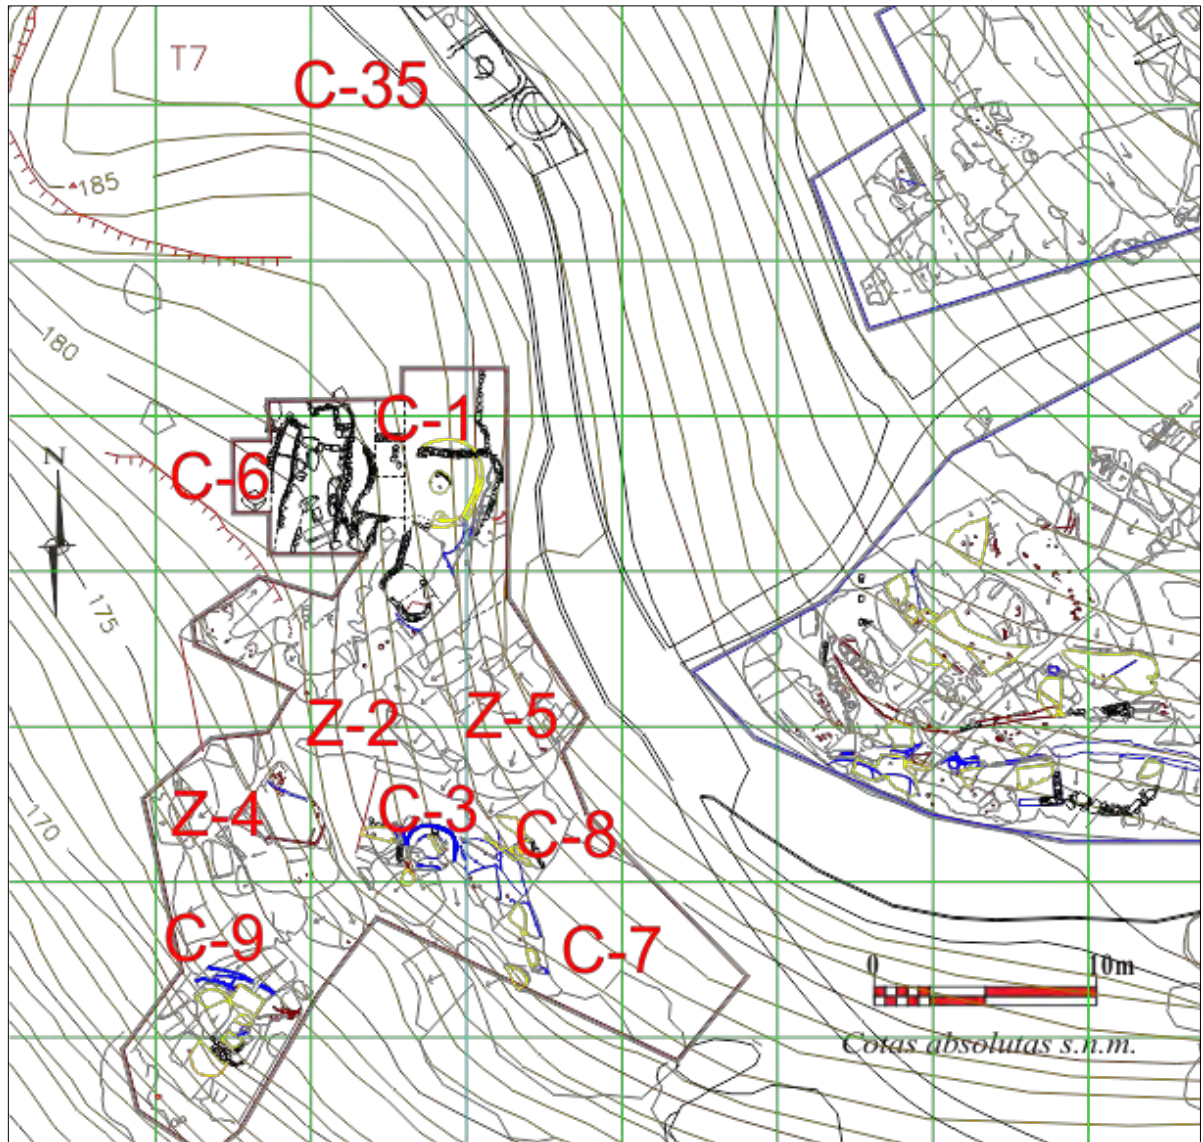 T7
C-35
185
180
C-1
C-6
N
175
Z-2
Z-5
Z-4
C-3
C-8
170
C-9
C-7
0 10m
Cotas absolutas s.n.m.